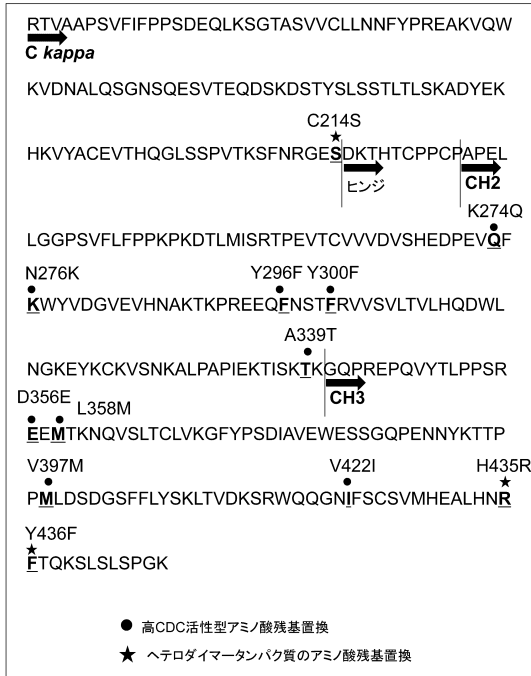 RTVAAPSVFIFPPSDEQLKSGTASVVCLLNNFYPREAKVQW
C kappa
KVDNALQSGNSQESVTEQDSKDSTYSLSSTLTLSKADYEK
C214S
★
HKVYACEVTHQGLSSPVTKSFNRGESDKTHTCPPCPAPEL
ヒンジ CH2
K274Q
●
LGGPSVFLFPPKPKDTLMISRTPEVTCVVVDVSHEDPEVQF
N276K Y296F Y300F
● ● ●
KWYVDGVEVHNAKTKPREEQFNSTFRVVSVLTVLHQDWL
A339T
●
NGKEYKCKVSNKALPAPIEKTISKTKGQPREPQVYTLPPSR
CH3
D356E L358M
● ●
EEMTKNQVSLTCLVKGFYPSDIAVEWESSGQPENNYKTTP
V397M V422I H435R
● ● ★
PMLDSDGSFFLYSKLTVDKSRWQQGNIFSCSVMHEALHNR
Y436F
★
FTQKSLSLSPGK
● 高CDC活性型アミノ酸残基置換
★ ヘテロダイマータンパク質のアミノ酸残基置換